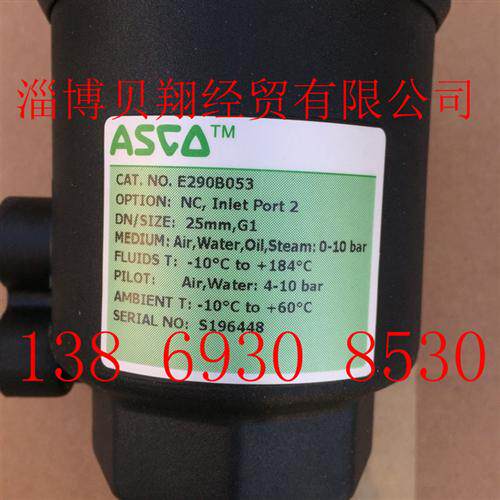 淄博贝翔经贸有限公司
ASCO™
CAT. NO. E290B053
OPTION: NC, Inlet Port 2
DN/SIZE: 25mm,G1
MEDIUM: Air,Water,Oil,Steam: 0-10 bar
FLUIDS T: -10°C to +184°C
PILOT: Air,Water: 4-10 bar
AMBIENT T: -10°C to +60°C
SERIAL NO: S196448
138 6930 8530